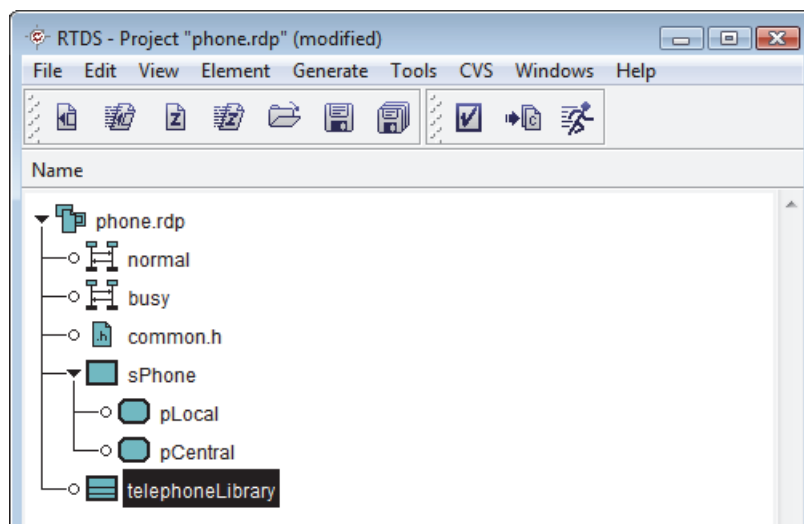 RTDS - Project "phone.rdp" (modified)
File Edit View Element Generate Tools CVS Windows Help
Name
phone.rdp
normal
busy
.h common.h
sPhone
pLocal
pCentral
telephoneLibrary